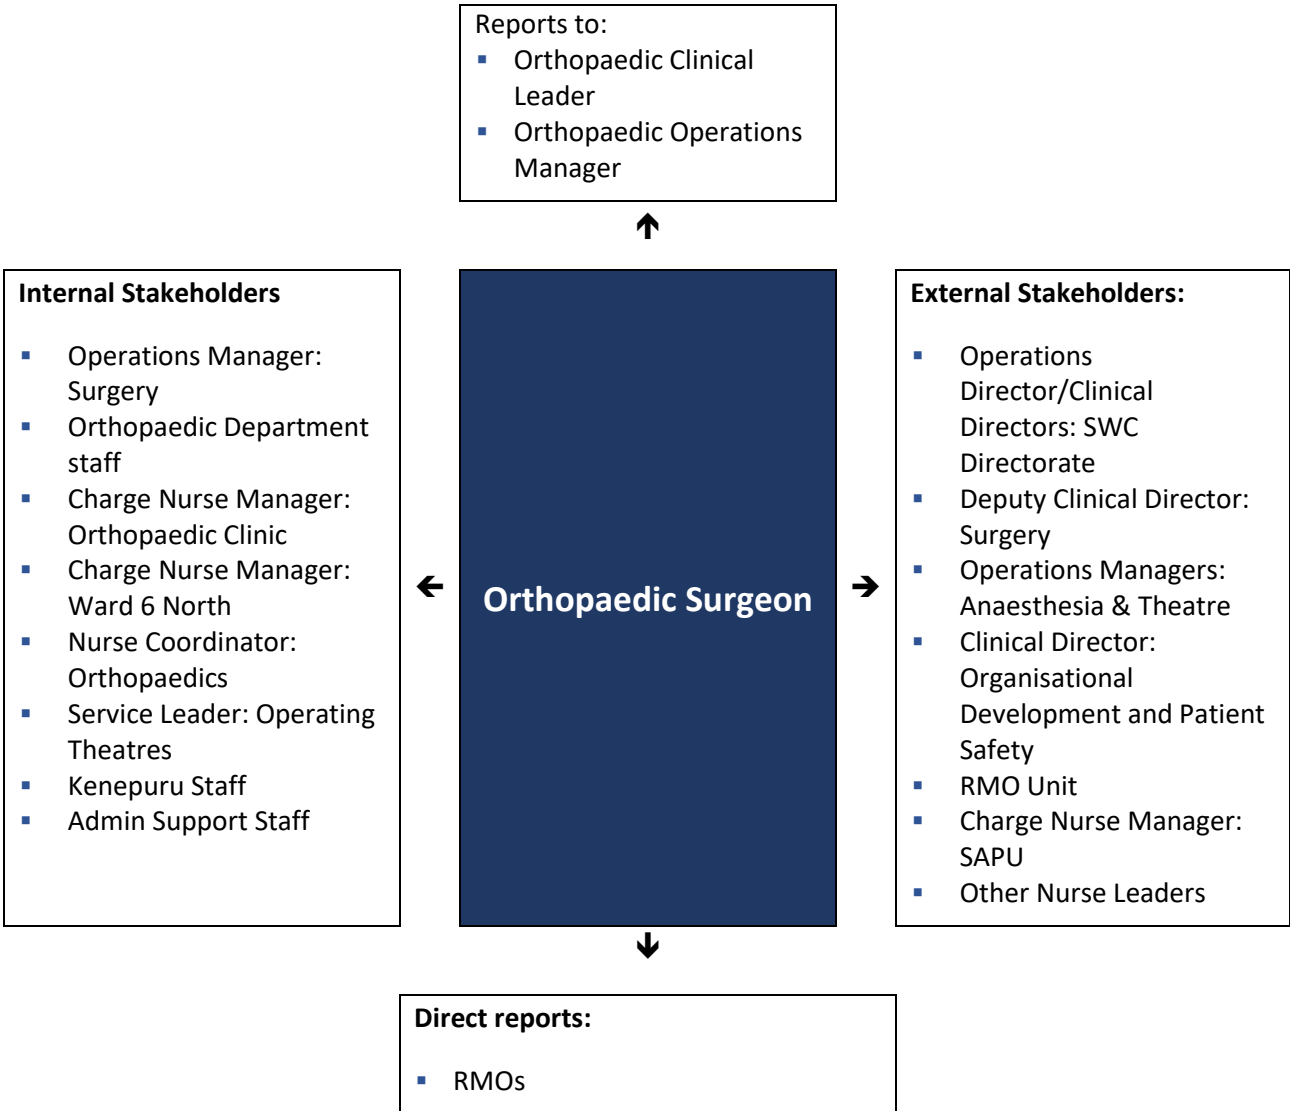 Reports to:
▪ Orthopaedic Clinical
Leader
▪ Orthopaedic Operations
Manager
Internal Stakeholders
▪ Operations Manager:
Surgery
▪ Orthopaedic Department
staff
▪ Charge Nurse Manager:
Orthopaedic Clinic
▪ Charge Nurse Manager:
Ward 6 North
▪ Nurse Coordinator:
Orthopaedics
▪ Service Leader: Operating
Theatres
▪ Kenepuru Staff
▪ Admin Support Staff
Orthopaedic Surgeon
External Stakeholders:
▪ Operations
Director/Clinical
Directors: SWC
Directorate
▪ Deputy Clinical Director:
Surgery
▪ Operations Managers:
Anaesthesia & Theatre
▪ Clinical Director:
Organisational
Development and Patient
Safety
▪ RMO Unit
▪ Charge Nurse Manager:
SAPU
▪ Other Nurse Leaders
Direct reports:
▪ RMOs